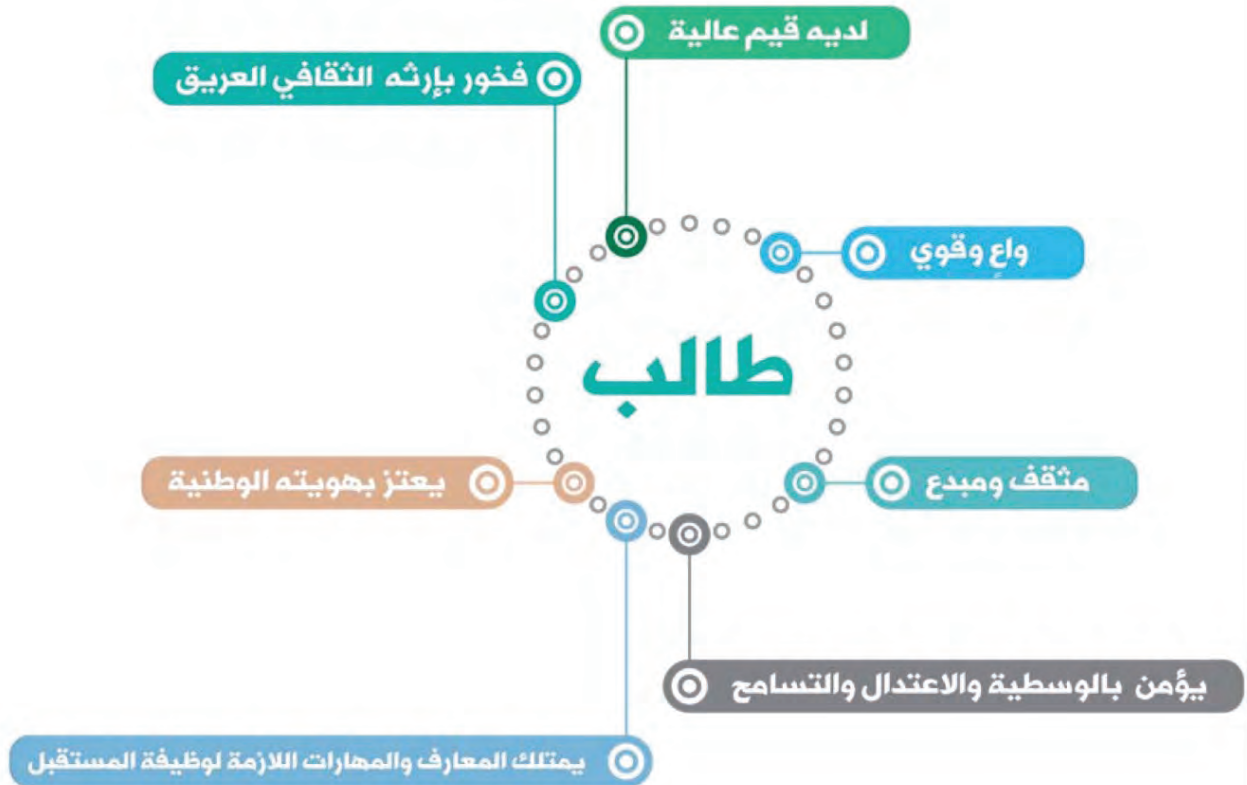 لديه قيم عالية
فخور بإرثه الثقافي العريق
واعٍ وقوي
طالب
يعتز بهويته الوطنية
مثقف ومبدع
يؤمن بالوسطية والاعتدال والتسامح
يمتلك المعارف والمهارات اللازمة لوظيفة المستقبل